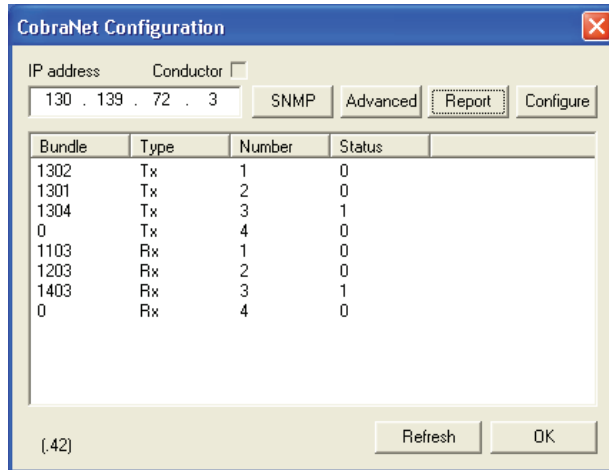 CobraNet Configuration
IP address Conductor
130 . 139 . 72 . 3 SNMP Advanced Report Configure
Bundle Type Number Status
1302 Tx 1 0
1301 Tx 2 0
1304 Tx 3 1
0 Tx 4 0
1103 Rx 1 0
1203 Rx 2 0
1403 Rx 3 1
0 Rx 4 0
(.42) Refresh OK